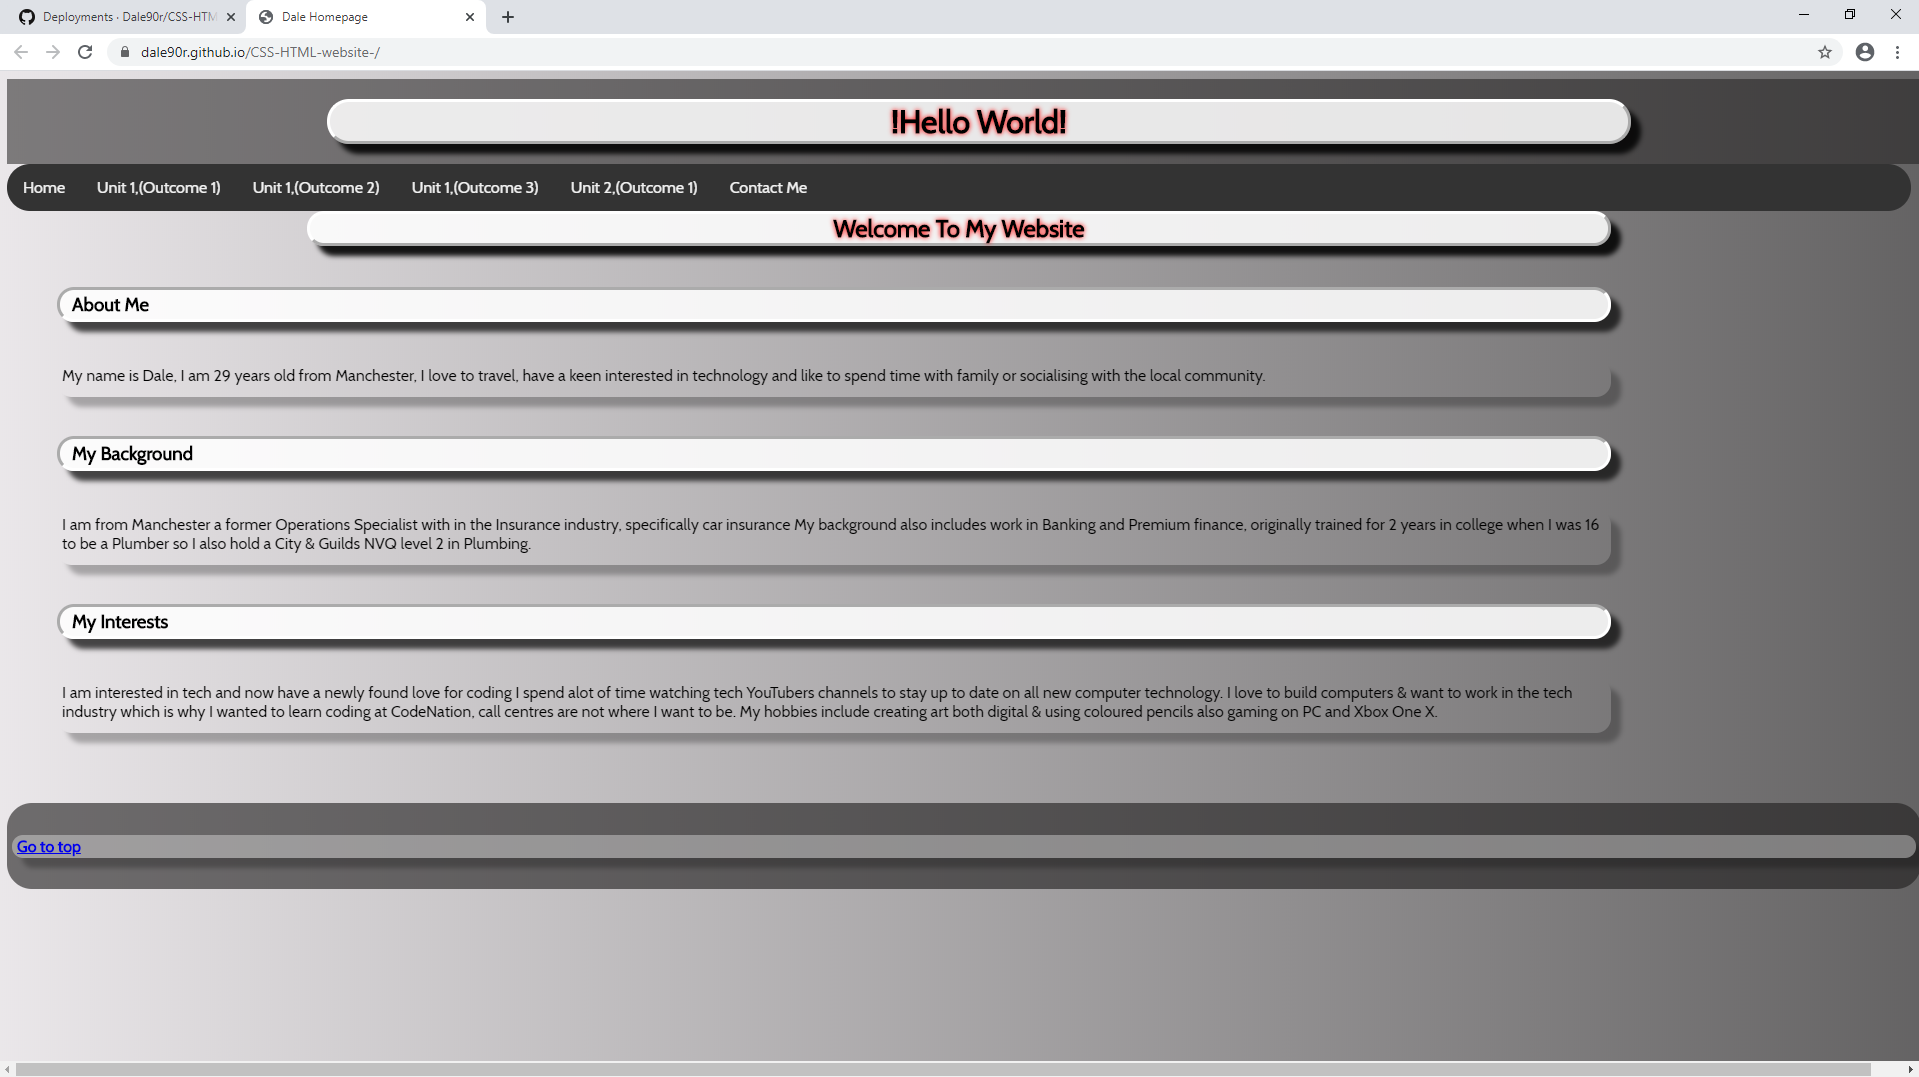 Deployments · Dale90r/CSS-HTM
Dale Homepage
dale90r.github.io/CSS-HTML-website-/
!Hello World!
Home Unit 1,(Outcome 1) Unit 1,(Outcome 2) Unit 1,(Outcome 3) Unit 2,(Outcome 1) Contact Me
Welcome To My Website
About Me
My name is Dale, I am 29 years old from Manchester, I love to travel, have a keen interested in technology and like to spend time with family or socialising with the local community.
My Background
I am from Manchester a former Operations Specialist with in the Insurance industry, specifically car insurance My background also includes work in Banking and Premium finance, originally trained for 2 years in college when I was 16
to be a Plumber so I also hold a City & Guilds NVQ level 2 in Plumbing.
My Interests
I am interested in tech and now have a newly found love for coding I spend alot of time watching tech YouTubers channels to stay up to date on all new computer technology. I love to build computers & want to work in the tech
industry which is why I wanted to learn coding at CodeNation, call centres are not where I want to be. My hobbies include creating art both digital & using coloured pencils also gaming on PC and Xbox One X.
Go to top